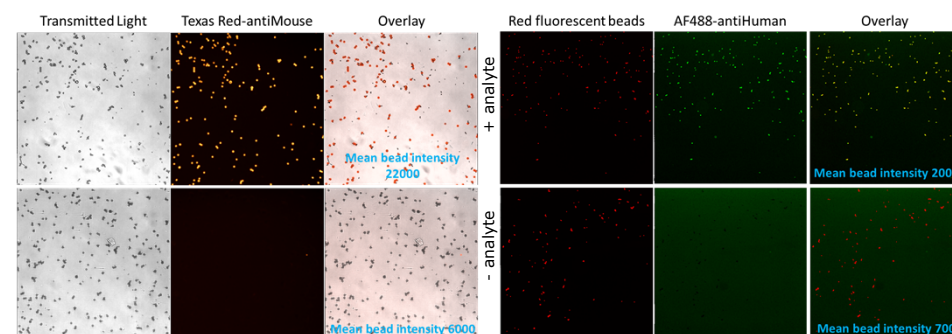 Transmitted Light
Texas Red-antiMouse
Overlay
Red fluorescent beads
AF488-antiHuman
Overlay
+ analyte
Mean bead intensity
22000
Mean bead intensity 200
- analyte
Mean bead intensity 6000
Mean bead intensity 700